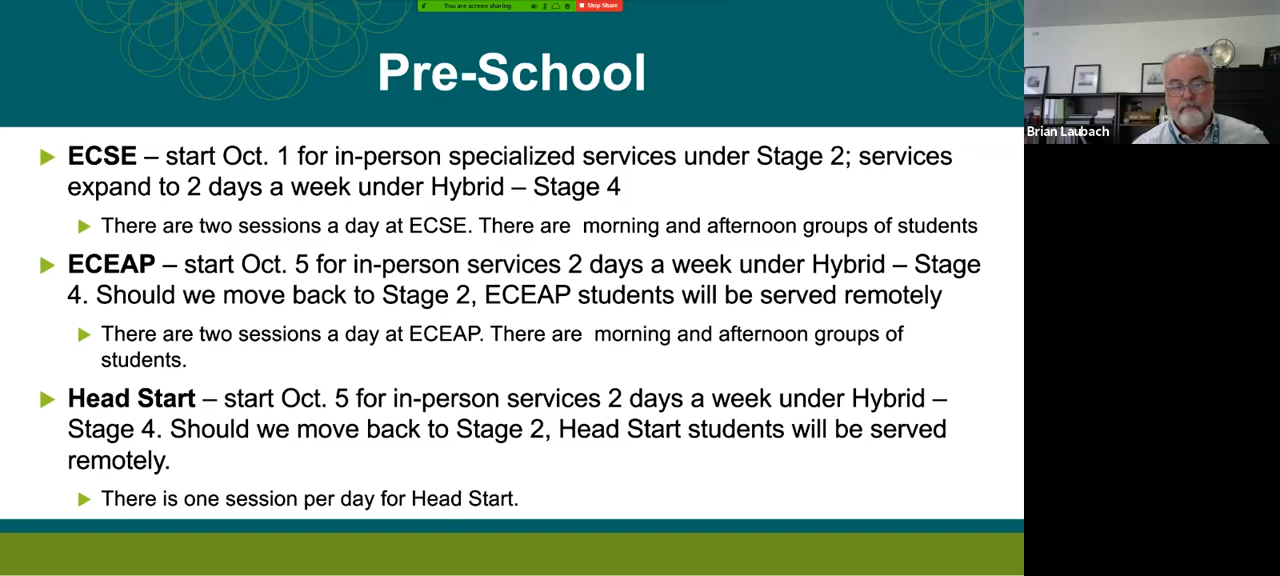 You are screen sharing
Stop Share
Pre-School
Brian Laubach
ECSE – start Oct. 1 for in-person specialized services under Stage 2; services
expand to 2 days a week under Hybrid – Stage 4
There are two sessions a day at ECSE. There are  morning and afternoon groups of students
ECEAP – start Oct. 5 for in-person services 2 days a week under Hybrid – Stage
4. Should we move back to Stage 2, ECEAP students will be served remotely
There are two sessions a day at ECEAP. There are  morning and afternoon groups of
students.
Head Start – start Oct. 5 for in-person services 2 days a week under Hybrid –
Stage 4. Should we move back to Stage 2, Head Start students will be served
remotely.
There is one session per day for Head Start.